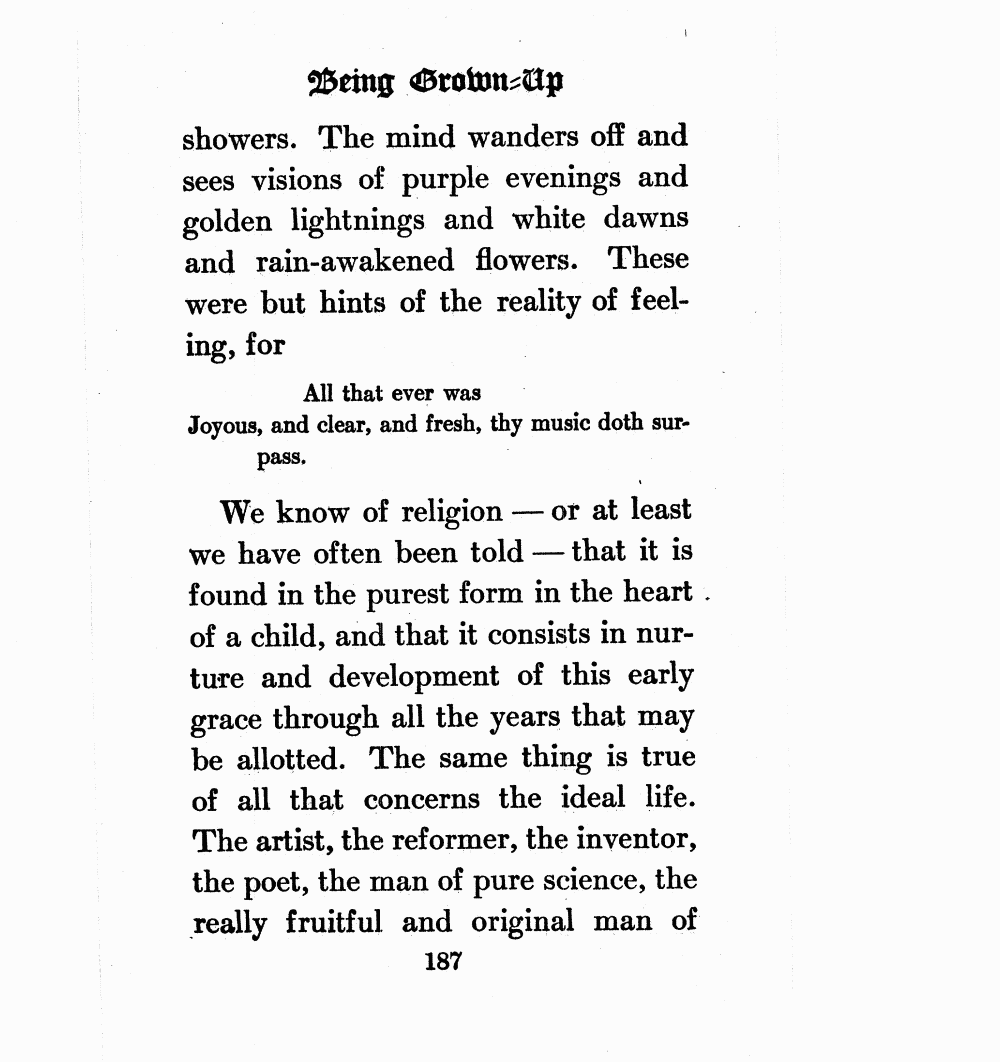 Being Grown-Up
showers. The mind wanders off and
sees visions of purple evenings and
golden lightnings and white dawns
and rain-awakened flowers. These
were but hints of the reality of feel-
ing, for
All that ever was
Joyous, and clear, and fresh, thy music doth sur-
pass.
We know of religion — or at least
we have often been told — that it is
found in the purest form in the heart
of a child, and that it consists in nur-
ture and development of this early
grace through all the years that may
be allotted. The same thing is true
of all that concerns the ideal life.
The artist, the reformer, the inventor,
the poet, the man of pure science, the
really fruitful and original man of
187